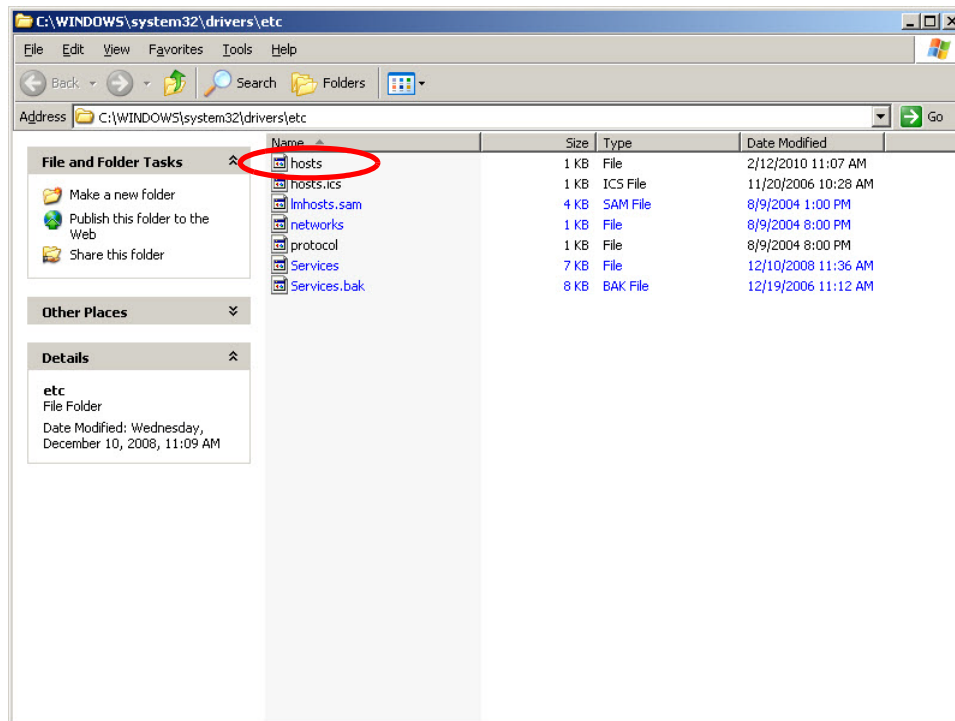 C:\WINDOWS\system32\drivers\etc
File Edit View Favorites Tools Help
Back Search Folders
Address C:\WINDOWS\system32\drivers\etc Go
File and Folder Tasks
Make a new folder
Publish this folder to the
Web
Share this folder
Other Places
Details
etc
File Folder
Date Modified: Wednesday,
December 10, 2008, 11:09 AM
Name Size Type Date Modified
hosts 1 KB File 2/12/2010 11:07 AM
hosts.ics 1 KB ICS File 11/20/2006 10:28 AM
lmhosts.sam 4 KB SAM File 8/9/2004 1:00 PM
networks 1 KB File 8/9/2004 8:00 PM
protocol 1 KB File 8/9/2004 8:00 PM
Services 7 KB File 12/10/2008 11:36 AM
Services.bak 8 KB BAK File 12/19/2006 11:12 AM